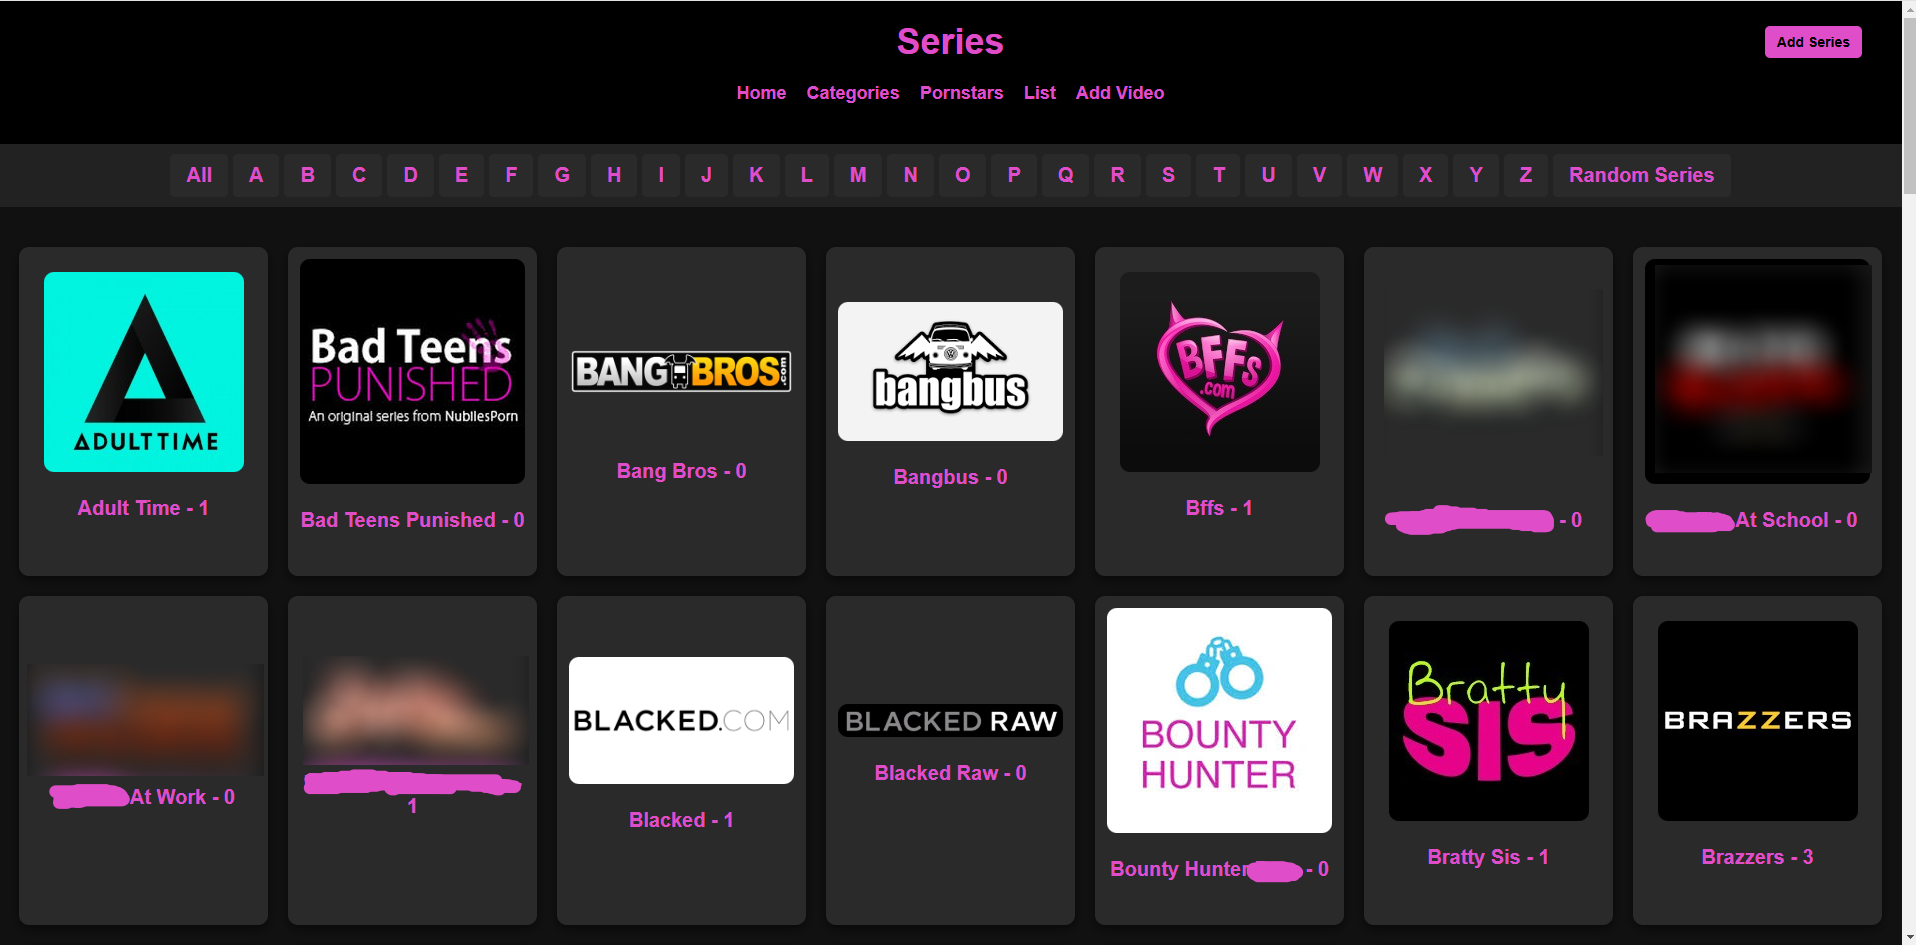 Series
Add Series
Home Categories Pornstars List Add Video
All A B C D E F G H I J K L M N O P Q R S T U V W X Y Z Random Series
ADULTTIME
Adult Time - 1
Bad Teens
PUNISHED
An original series from NubilesPorn
Bad Teens Punished - 0
BANG BROS.com
Bang Bros - 0
bangbus
Bangbus - 0
BFFs
.com
Bffs - 1
- 0
At School - 0
At Work - 0
1
BLACKED.COM
Blacked - 1
BLACKED RAW
Blacked Raw - 0
BOUNTY
HUNTER
Bounty Hunter - 0
Bratty
SIS
Bratty Sis - 1
BRAZZERS
Brazzers - 3